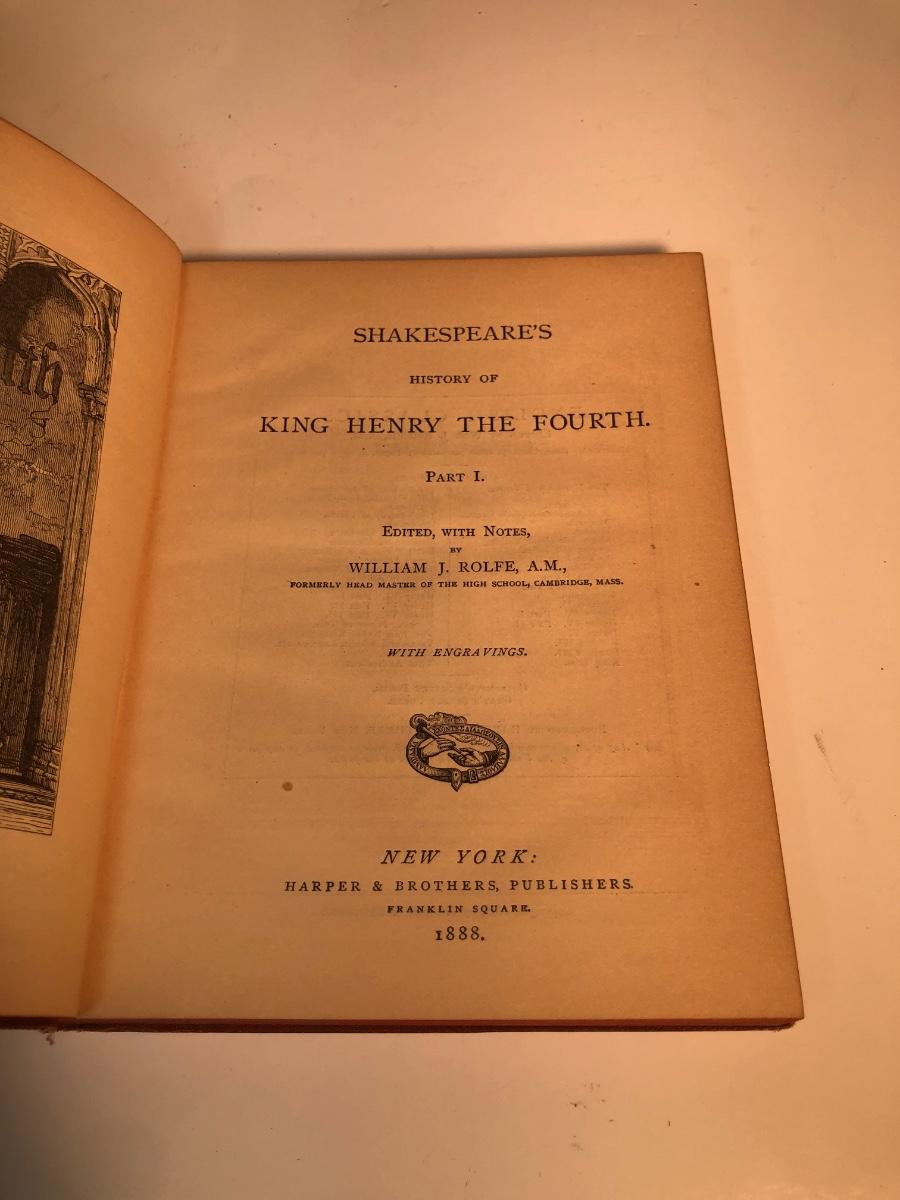 SHAKESPEARE'S
HISTORY OF
KING HENRY THE FOURTH.
PART I.
EDITED, WITH NOTES,
BY
WILLIAM J. ROLFE, A.M.,
FORMERLY HEAD MASTER OF THE HIGH SCHOOL, CAMBRIDGE, MASS.
WITH ENGRAVINGS.
NEW YORK:
HARPER & BROTHERS, PUBLISHERS.
FRANKLIN SQUARE.
1888.